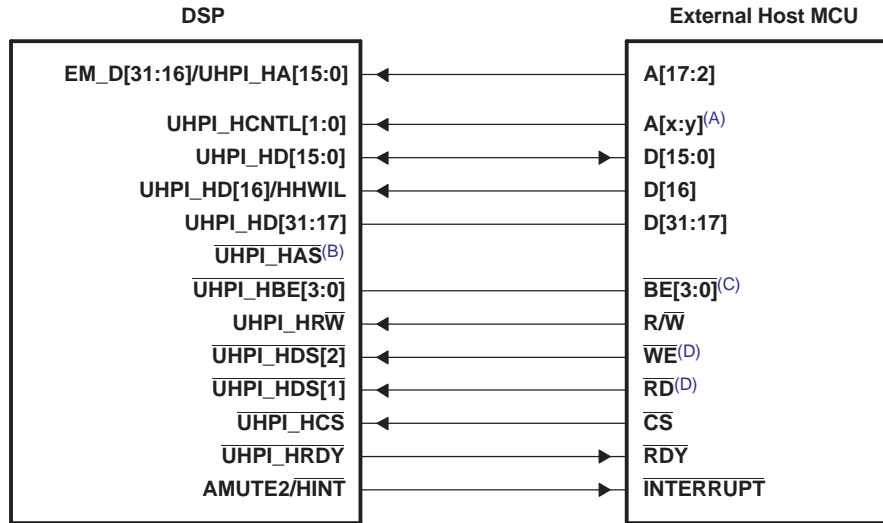 DSP External Host MCU
EM_D[31:16]/UHPI_HA[15:0] A[17:2]
UHPI_HCNTL[1:0] A[x:y](A)
UHPI_HD[15:0] D[15:0]
UHPI_HD[16]/HHWIL D[16]
UHPI_HD[31:17] D[31:17]
UHPI_HAS(B)
UHPI_HBE[3:0] BE[3:0](C)
UHPI_HRW R/W
UHPI_HDS[2] WE(D)
UHPI_HDS[1] RD(D)
UHPI_HCS CS
UHPI_HRDY RDY
AMUTE2/HINT INTERRUPT